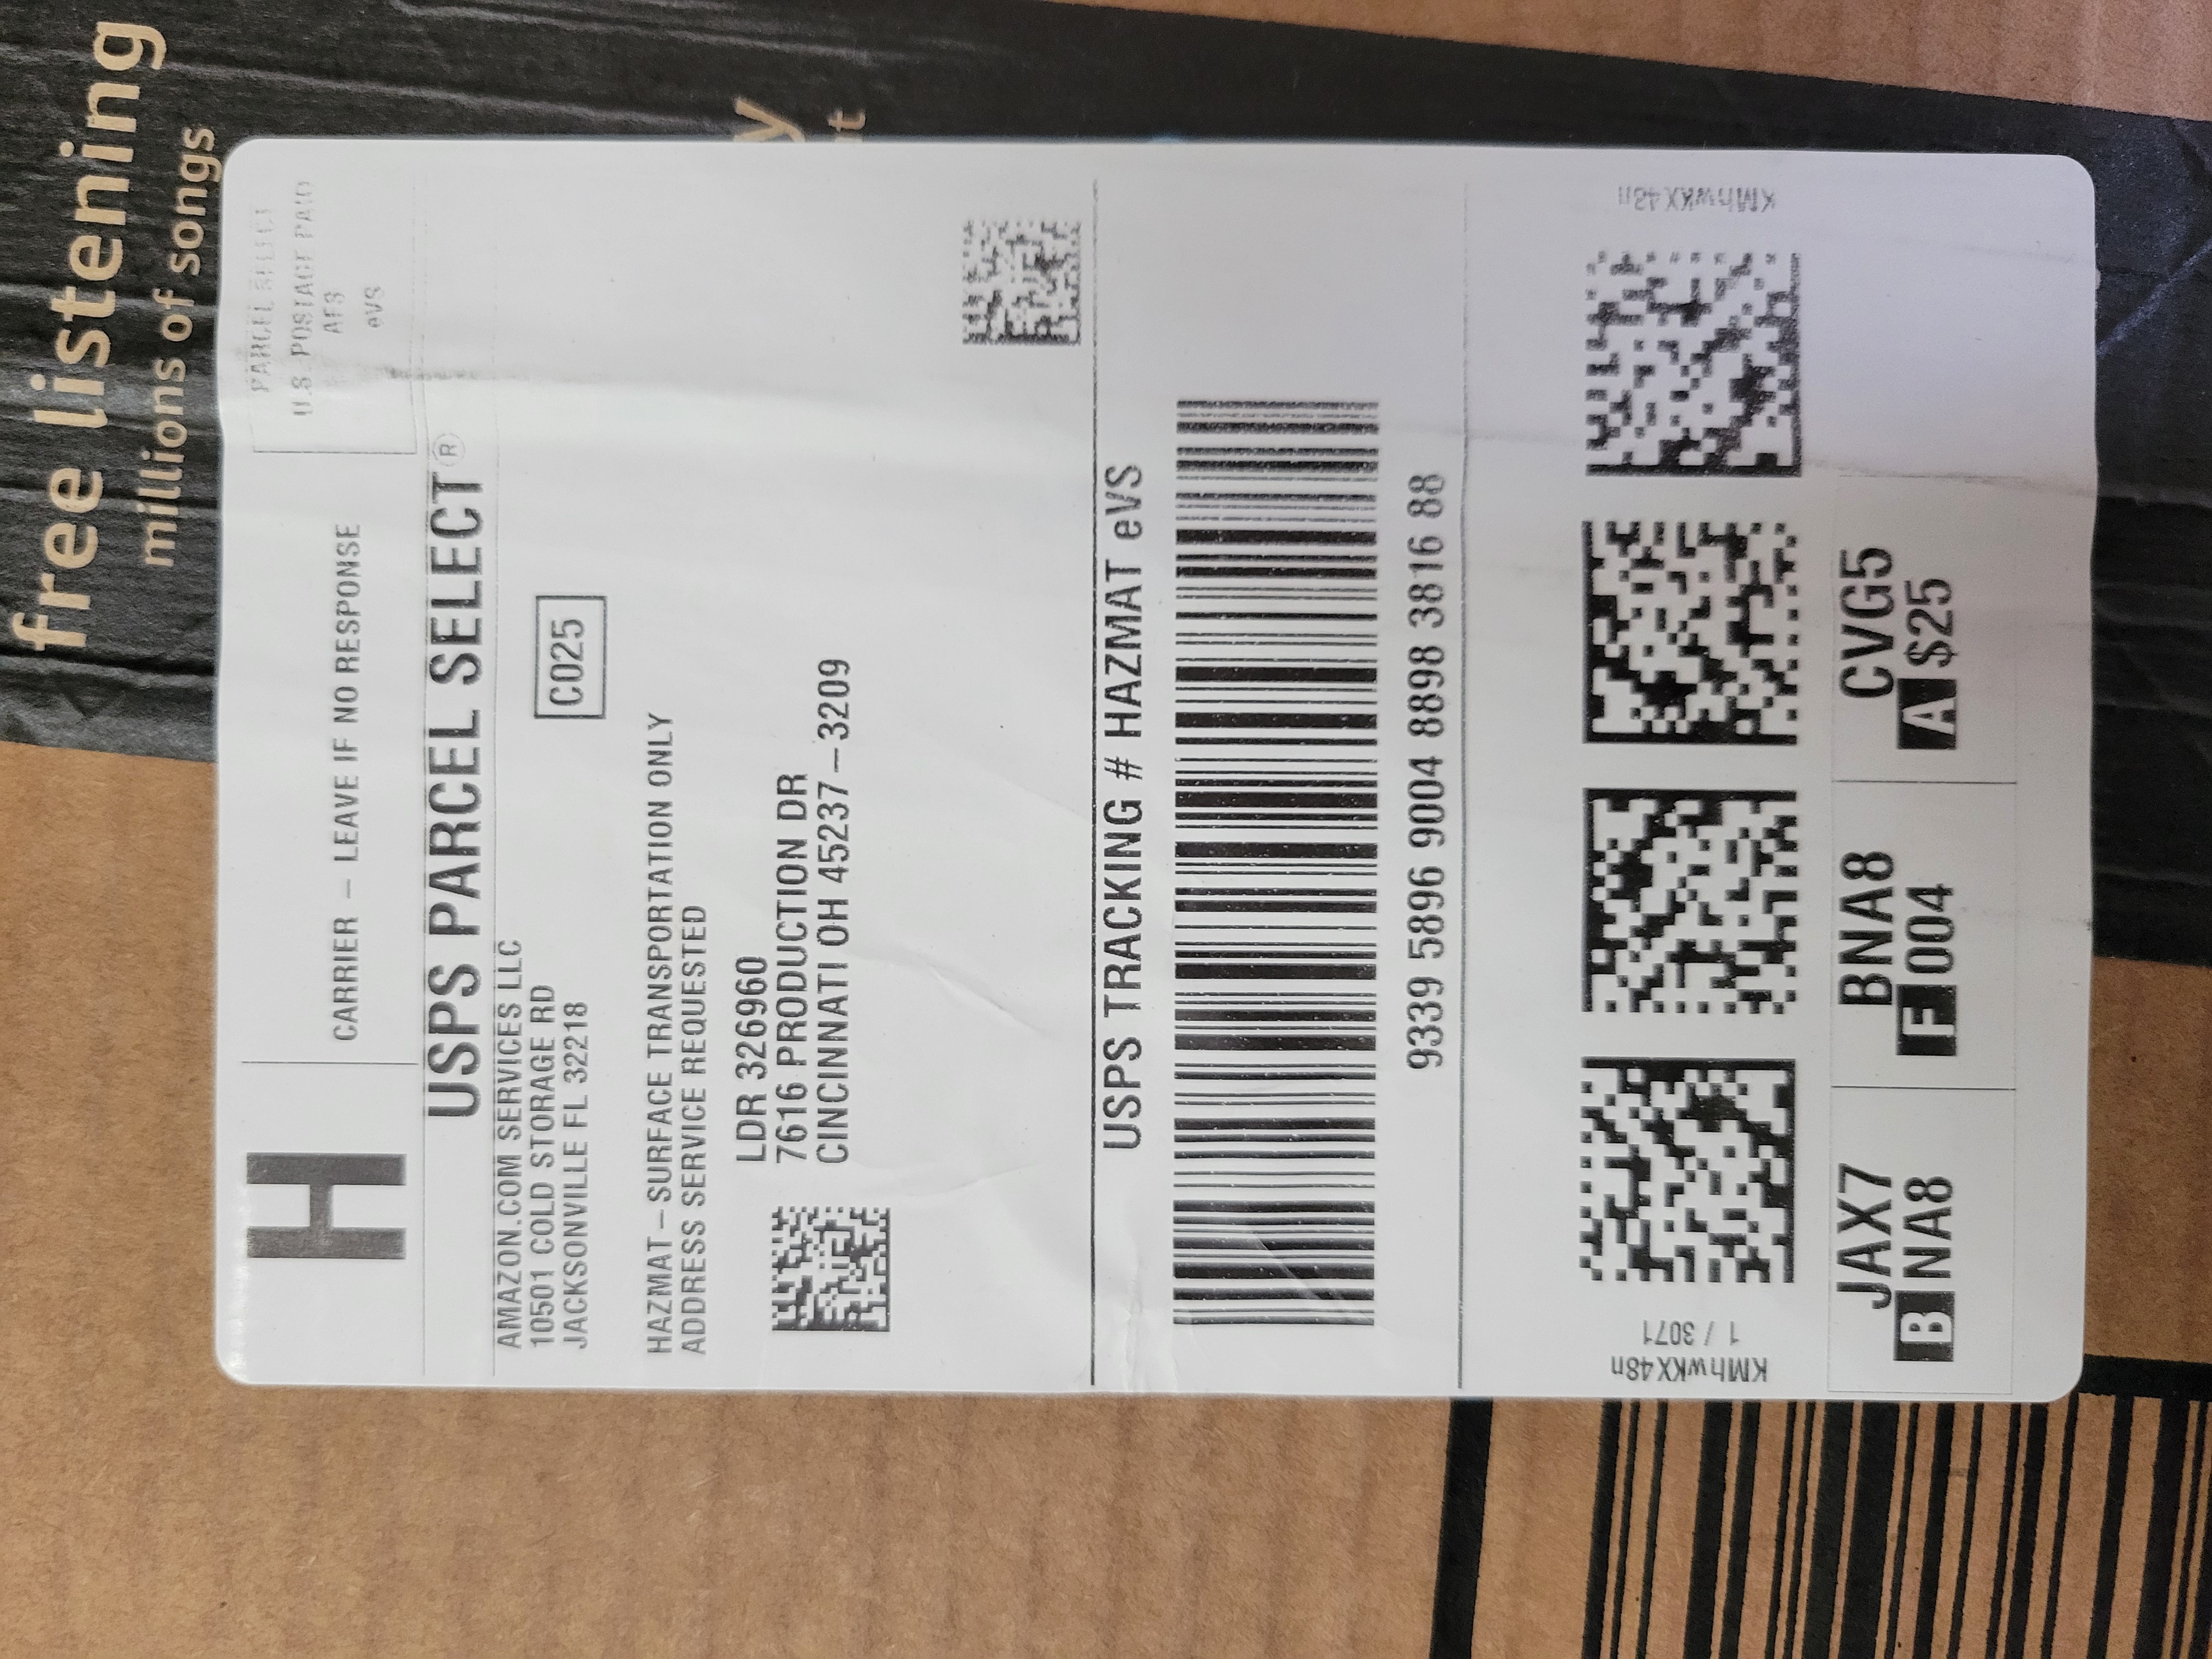 free listening
millions of songs
y
t
H
CARRIER – LEAVE IF NO RESPONSE
PARCEL SELECT
U.S. POSTAGE PAID
AFS
eVS
USPS PARCEL SELECT®
AMAZON.COM SERVICES LLC
10501 COLD STORAGE RD
JACKSONVILLE FL 32218
C025
HAZMAT–SURFACE TRANSPORTATION ONLY
ADDRESS SERVICE REQUESTED
LDR 326960
7616 PRODUCTION DR
CINCINNATI OH 45237–3209
USPS TRACKING # HAZMAT eVS
9339 5896 9004 8898 3816 88
KMhwKX48n
1 / 3071
KMhwKX48n
JAX7
B NA8
BNA8
F 004
CVG5
A $25